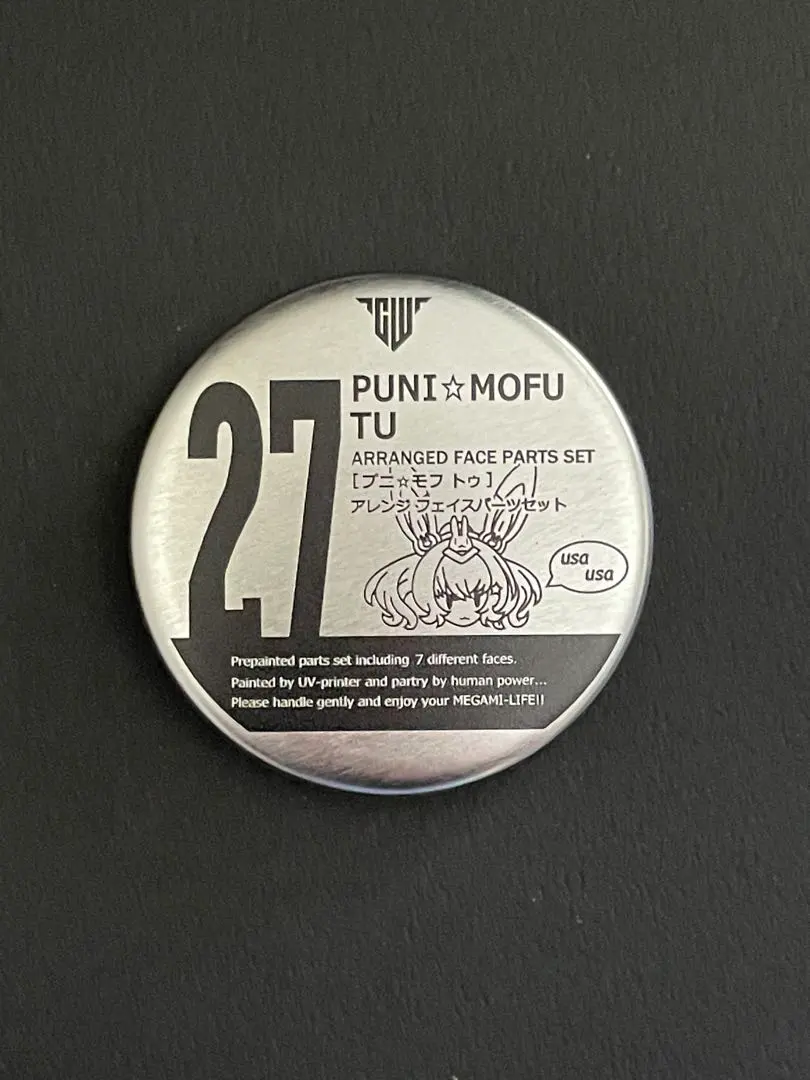 GW
27
PUNI☆MOFU
TU
ARRANGED FACE PARTS SET
[プニ☆モフ トゥ]
アレンジ フェイスパーツセット
usa
usa
Prepainted parts set including 7 different faces.
Painted by UV-printer and partry by human power...
Please handle gently and enjoy your MEGAMI-LIFE!!